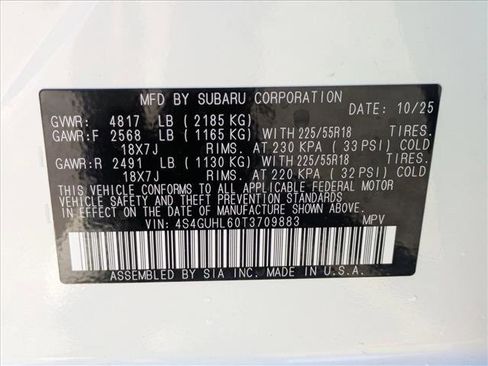 MFD BY SUBARU CORPORATION
DATE: 10/25
GVWR: 4817 LB (2185 KG)
GAWR:F 2568 LB (1165 KG) WITH 225/55R18 TIRES.
18X7J RIMS. AT 230 KPA (33 PSI) COLD
GAWR:R 2491 LB (1130 KG) WITH 225/55R18 TIRES.
18X7J RIMS. AT 220 KPA (32 PSI) COLD
THIS VEHICLE CONFORMS TO ALL APPLICABLE FEDERAL MOTOR
VEHICLE SAFETY AND THEFT PREVENTION STANDARDS
IN EFFECT ON THE DATE OF MANUFACTURE SHOWN ABOVE.
VIN: 4S4GUHL60T3709883 MPV
ASSEMBLED BY SIA INC. MADE IN U.S.A.